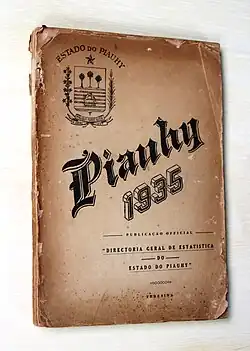 ESTADO DO PIAUHY
Piauhy
1935
PUBLICAÇÃO OFFICIAL
"DIRECTORIA GERAL DE ESTATISTICA
DO
ESTADO DO PIAUHY"
THEREZINA